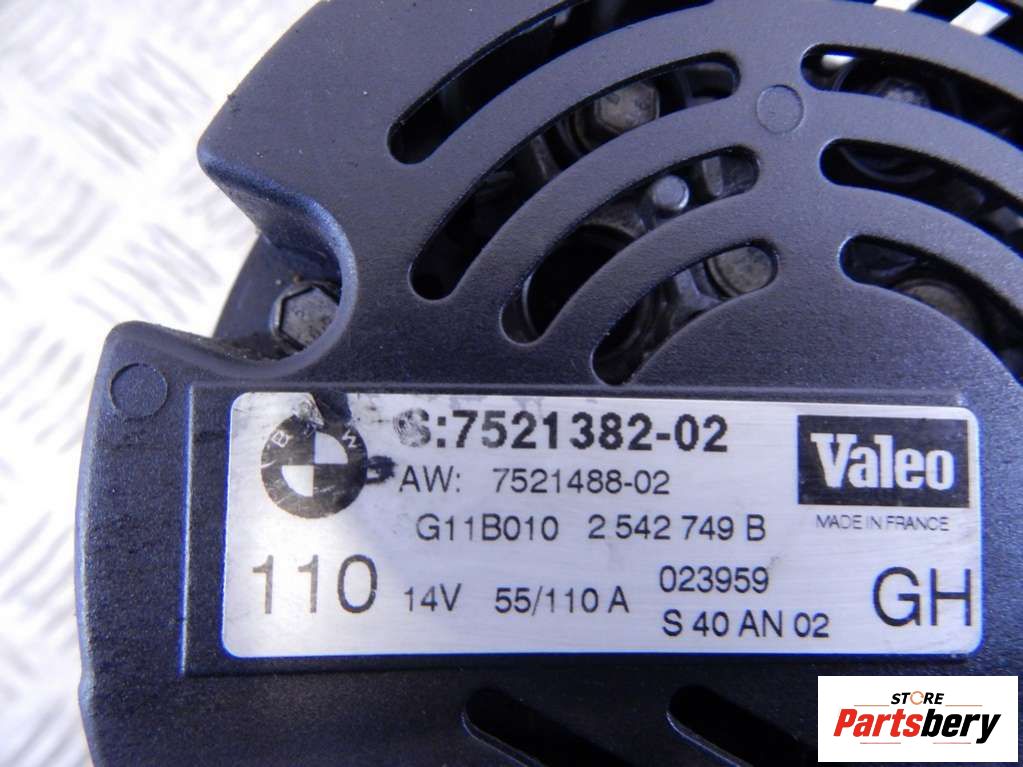 S:7521382-02
BMW
AW: 7521488-02
Valeo
MADE IN FRANCE
G11B010 2 542 749 B
110 14V 55/110 A
023959
S 40 AN 02
GH
STORE
Partsbery